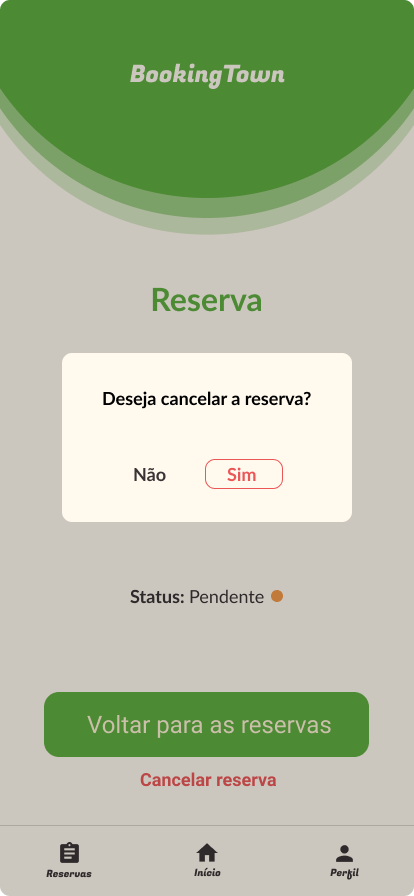 BookingTown
Reserva
Deseja cancelar a reserva?
Não Sim
Status: Pendente
Voltar para as reservas
Cancelar reserva
Reservas Início Perfil